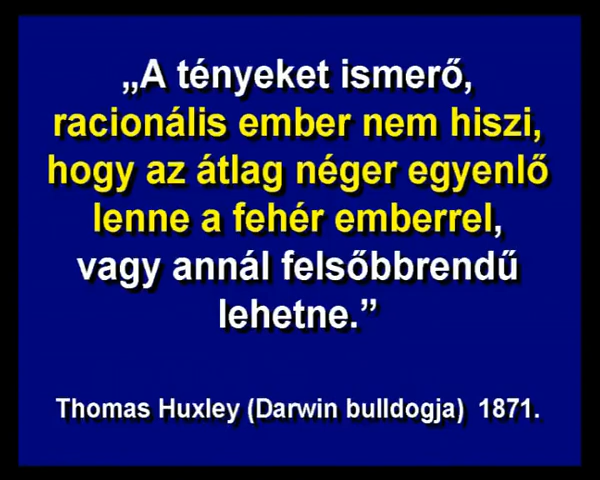 „A tényeket ismerő,
racionális ember nem hiszi,
hogy az átlag néger egyenlő
lenne a fehér emberrel,
vagy annál felsőbbrendű
lehetne.”
Thomas Huxley (Darwin bulldogja) 1871.